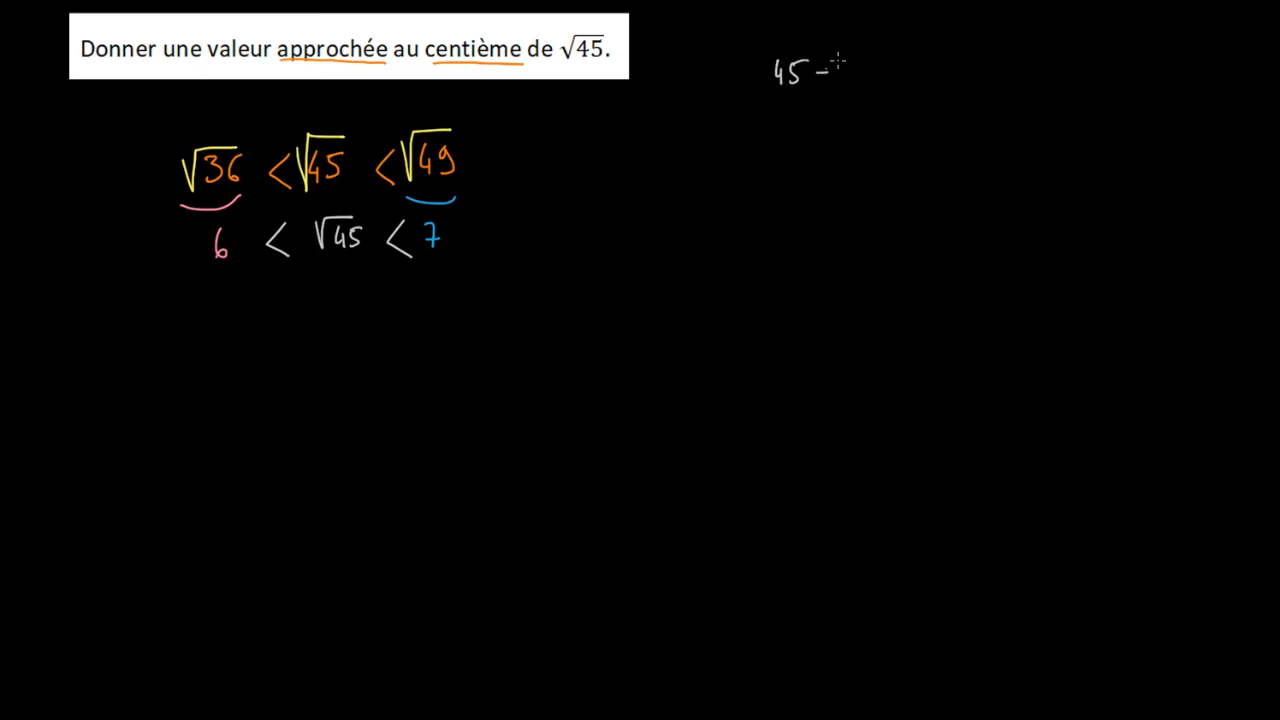 Donner une valeur approchée au centième de √45.
45 -
√36 < √45 < √49
6 < √45 < 7